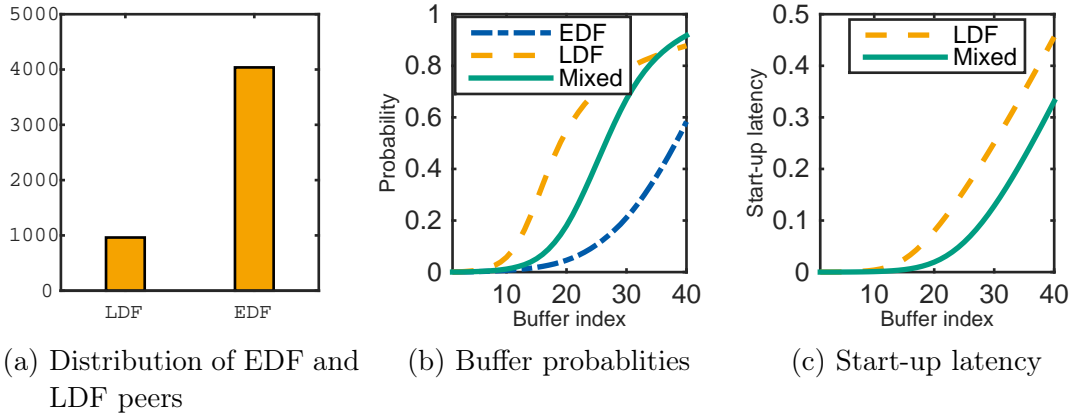 5000
4000
3000
2000
1000
0
LDF
EDF
1
0.8
0.6
0.4
0.2
0
Probability
EDF
LDF
Mixed
10 20 30 40
Buffer index
0.5
0.4
0.3
0.2
0.1
0
Start-up latency
LDF
Mixed
10 20 30 40
Buffer index
(a) Distribution of EDF and
LDF peers
(b) Buffer probablities
(c) Start-up latency